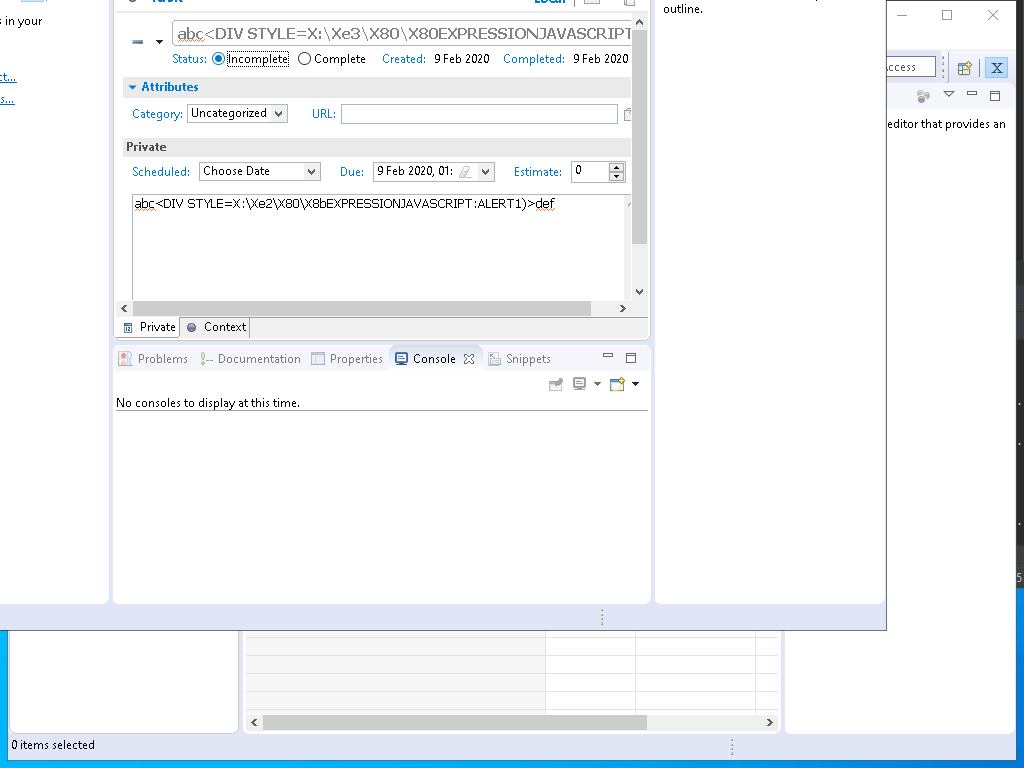 outline.
s in your
abc<DIV STYLE=X:\Xe3\X80\X80EXPRESSIONJAVASCRIPT
Status: Incomplete Complete Created: 9 Feb 2020 Completed: 9 Feb 2020
ct...
Access
Attributes
s...
Category: Uncategorized URL:
editor that provides an
Private
Scheduled: Choose Date Due: 9 Feb 2020, 01: Estimate: 0
abc<DIV STYLE=X:\Xe2\X80\X8bEXPRESSIONJAVASCRIPT:ALERT1)>def
Private Context
Problems Documentation Properties Console Snippets
No consoles to display at this time.
0 items selected